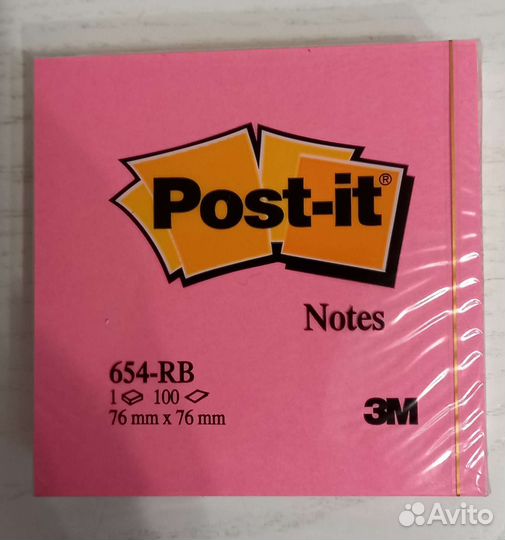 Post-it®
Notes
654-RB
1 100
76 mm x 76 mm
3M
Avito